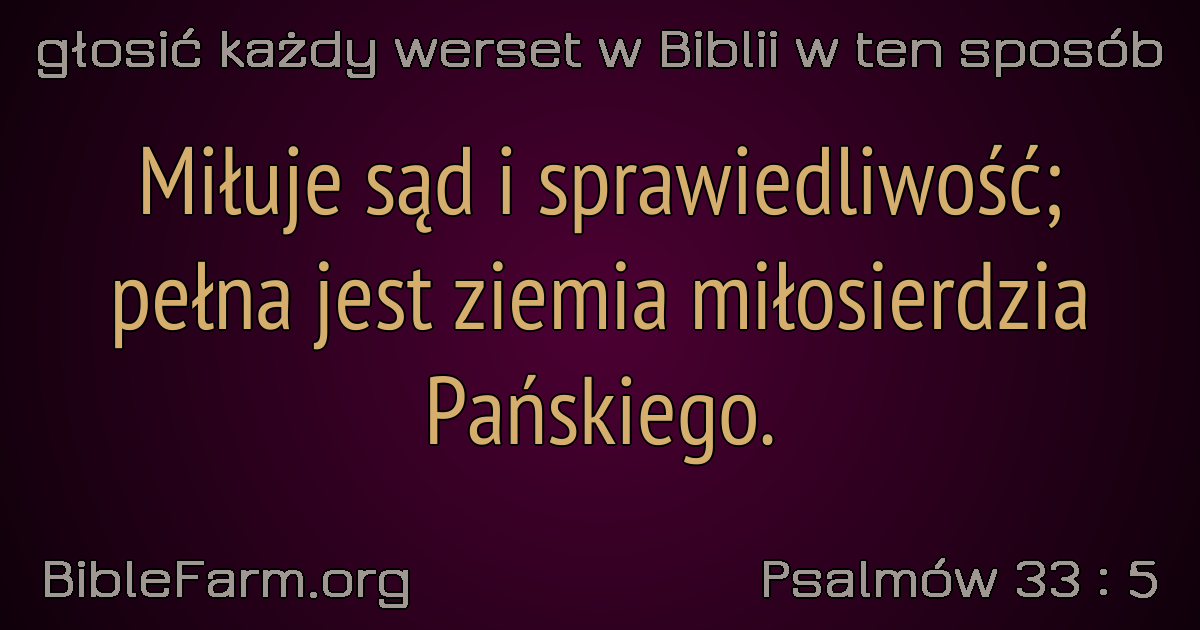 głosić każdy werset w Biblii w ten sposób
Miłuje sąd i sprawiedliwość;
pełna jest ziemia miłosierdzia
Pańskiego.
BibleFarm.org
Psalmów 33 : 5